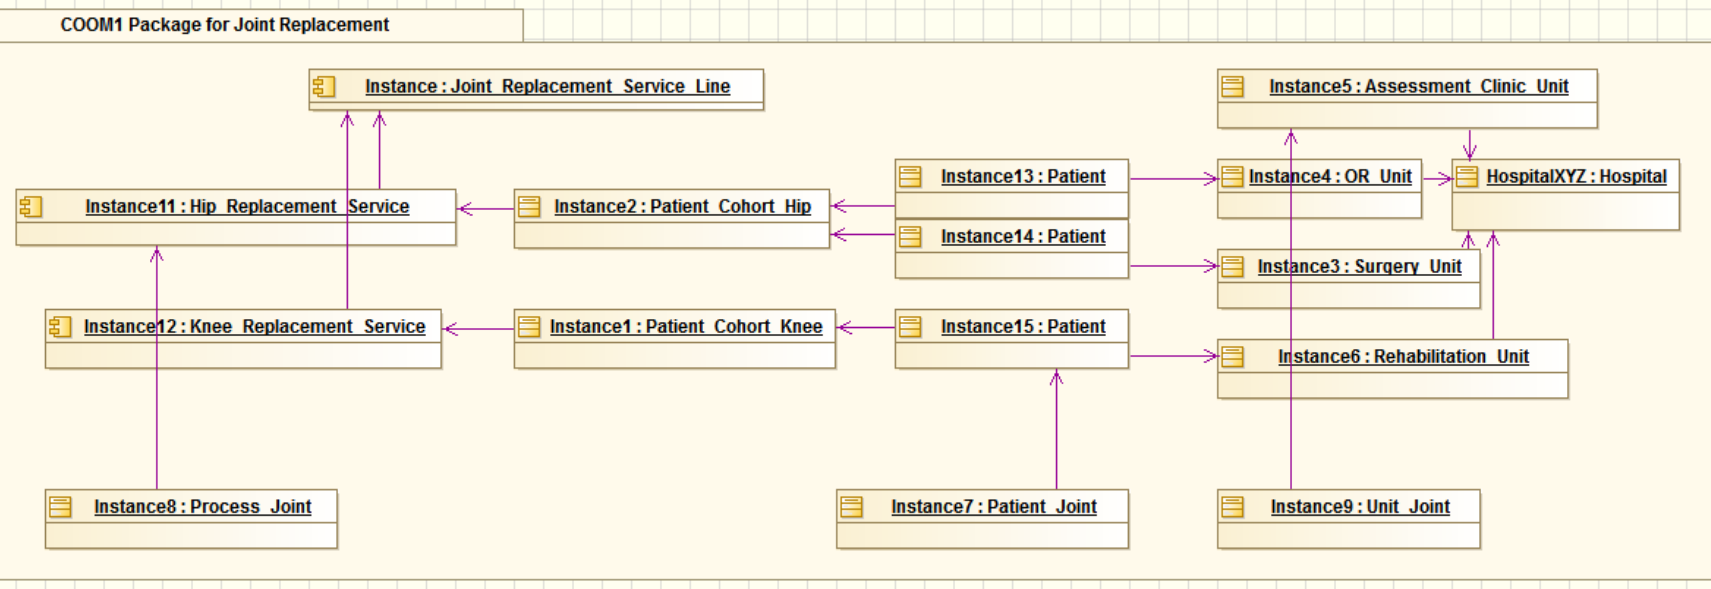 COOM1 Package for Joint Replacement
Instance : Joint_Replacement_Service_Line
Instance5 : Assessment_Clinic_Unit
Instance13 : Patient
Instance4 : OR_Unit
HospitalXYZ : Hospital
Instance11 : Hip_Replacement_Service
Instance2 : Patient_Cohort_Hip
Instance14 : Patient
Instance3 : Surgery_Unit
Instance12 : Knee_Replacement_Service
Instance1 : Patient_Cohort_Knee
Instance15 : Patient
Instance6 : Rehabilitation_Unit
Instance8 : Process_Joint
Instance7 : Patient_Joint
Instance9 : Unit_Joint